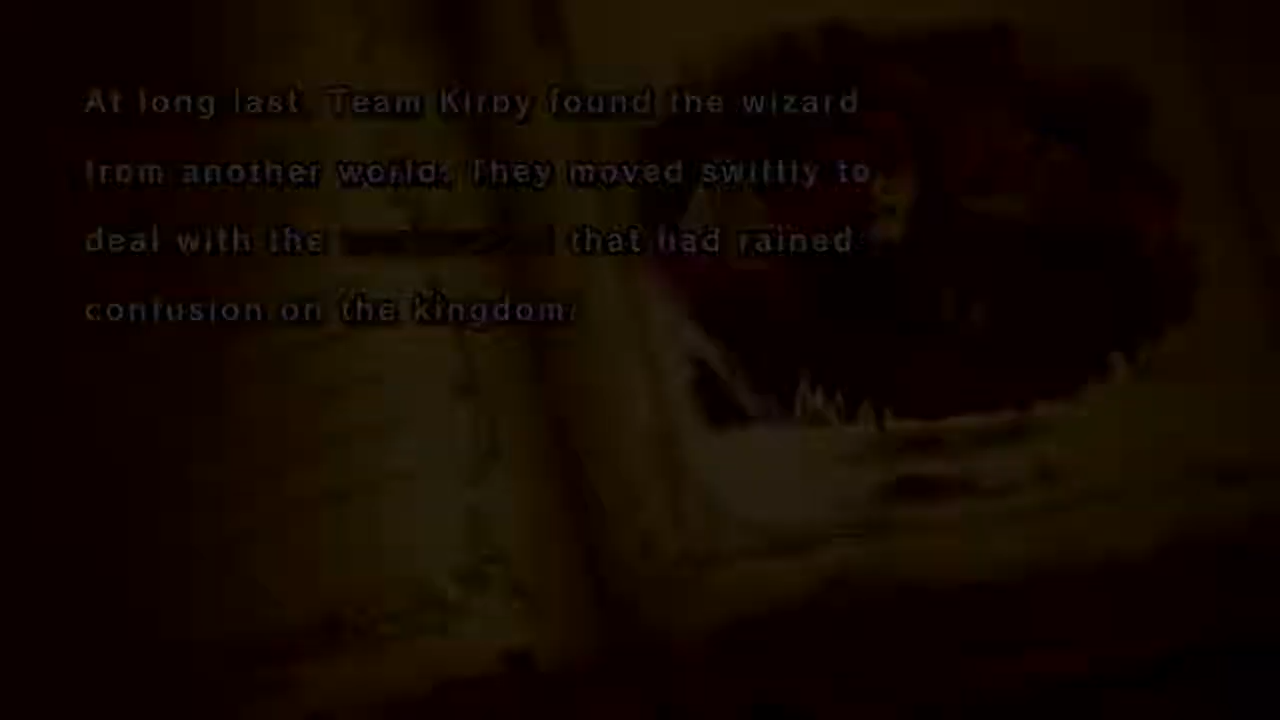 At long last, Team Kirby found the wizard
from another world. They moved swiftly to
deal with the that had rained
confusion on the kingdom.